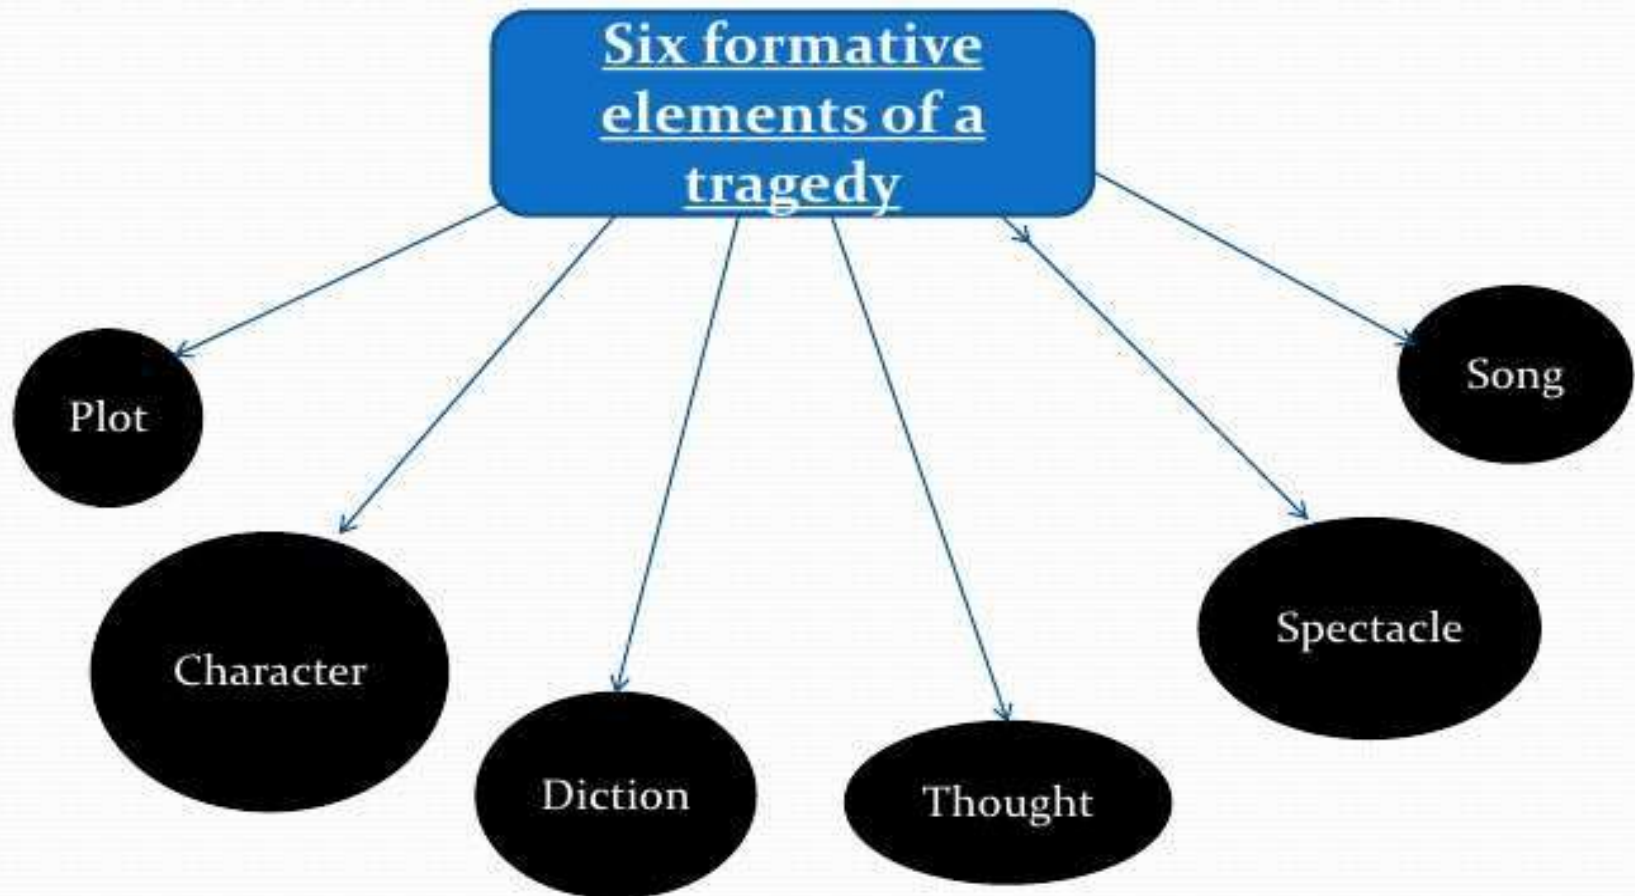 Six formative
elements of a
tragedy
Plot
Character
Diction
Thought
Spectacle
Song